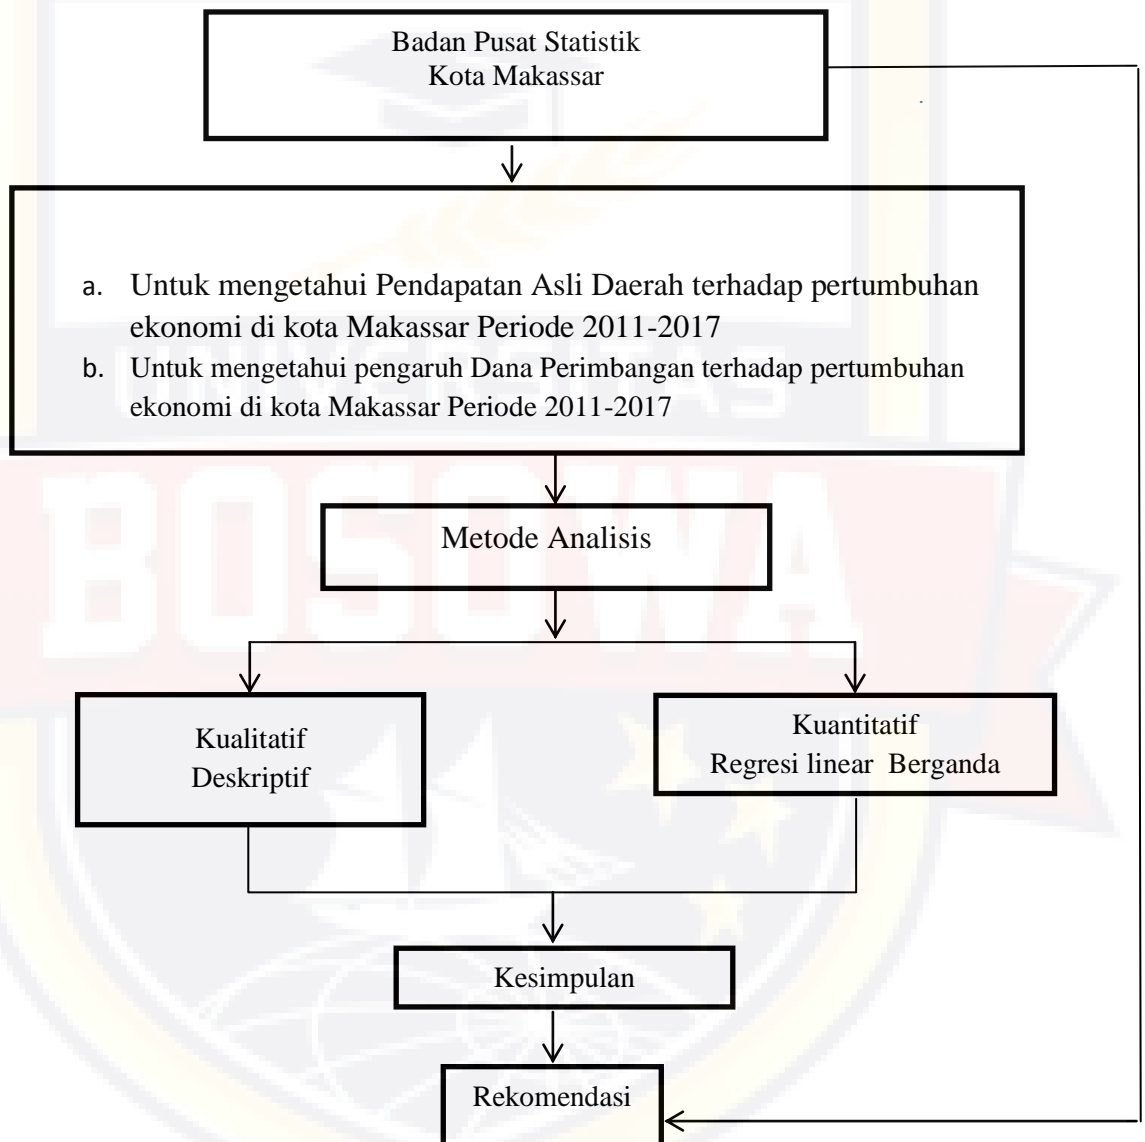 Badan Pusat Statistik
Kota Makassar
a. Untuk mengetahui Pendapatan Asli Daerah terhadap pertumbuhan
ekonomi di kota Makassar Periode 2011-2017
b. Untuk mengetahui pengaruh Dana Perimbangan terhadap pertumbuhan
ekonomi di kota Makassar Periode 2011-2017
UNIVERSITAS
BOSOWA
Metode Analisis
Kualitatif
Deskriptif
Kuantitatif
Regresi linear Berganda
Kesimpulan
Rekomendasi